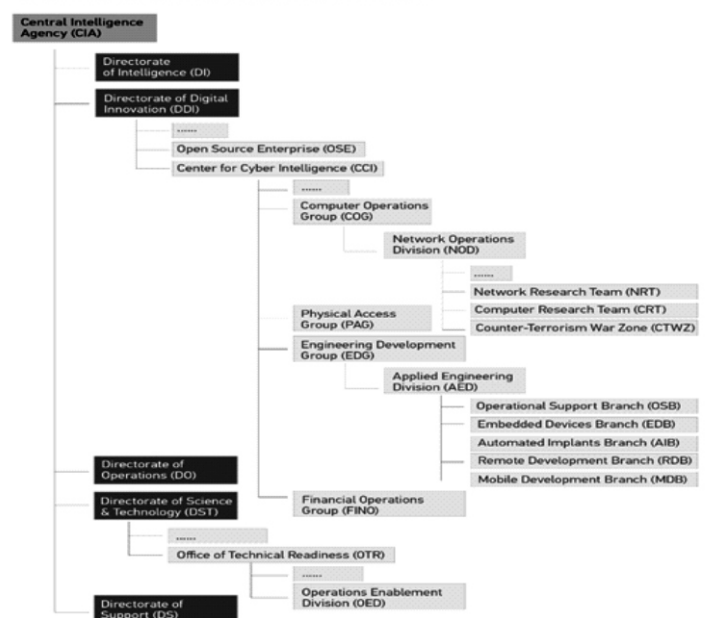 Central Intelligence
Agency (CIA)
Directorate
of Intelligence (DI)
Directorate of Digital
Innovation (DDI)
......
Open Source Enterprise (OSE)
Center for Cyber Intelligence (CCI)
......
Computer Operations
Group (COG)
Network Operations
Division (NOD)
......
Network Research Team (NRT)
Computer Research Team (CRT)
Counter-Terrorism War Zone (CTWZ)
Physical Access
Group (PAG)
Engineering Development
Group (EDG)
Applied Engineering
Division (AED)
Operational Support Branch (OSB)
Embedded Devices Branch (EDB)
Automated Implants Branch (AIB)
Remote Development Branch (RDB)
Mobile Development Branch (MDB)
Financial Operations
Group (FINO)
Directorate of
Operations (DO)
Directorate of Science
& Technology (DST)
......
Office of Technical Readiness (OTR)
......
Operations Enablement
Division (OED)
Directorate of
Support (DS)